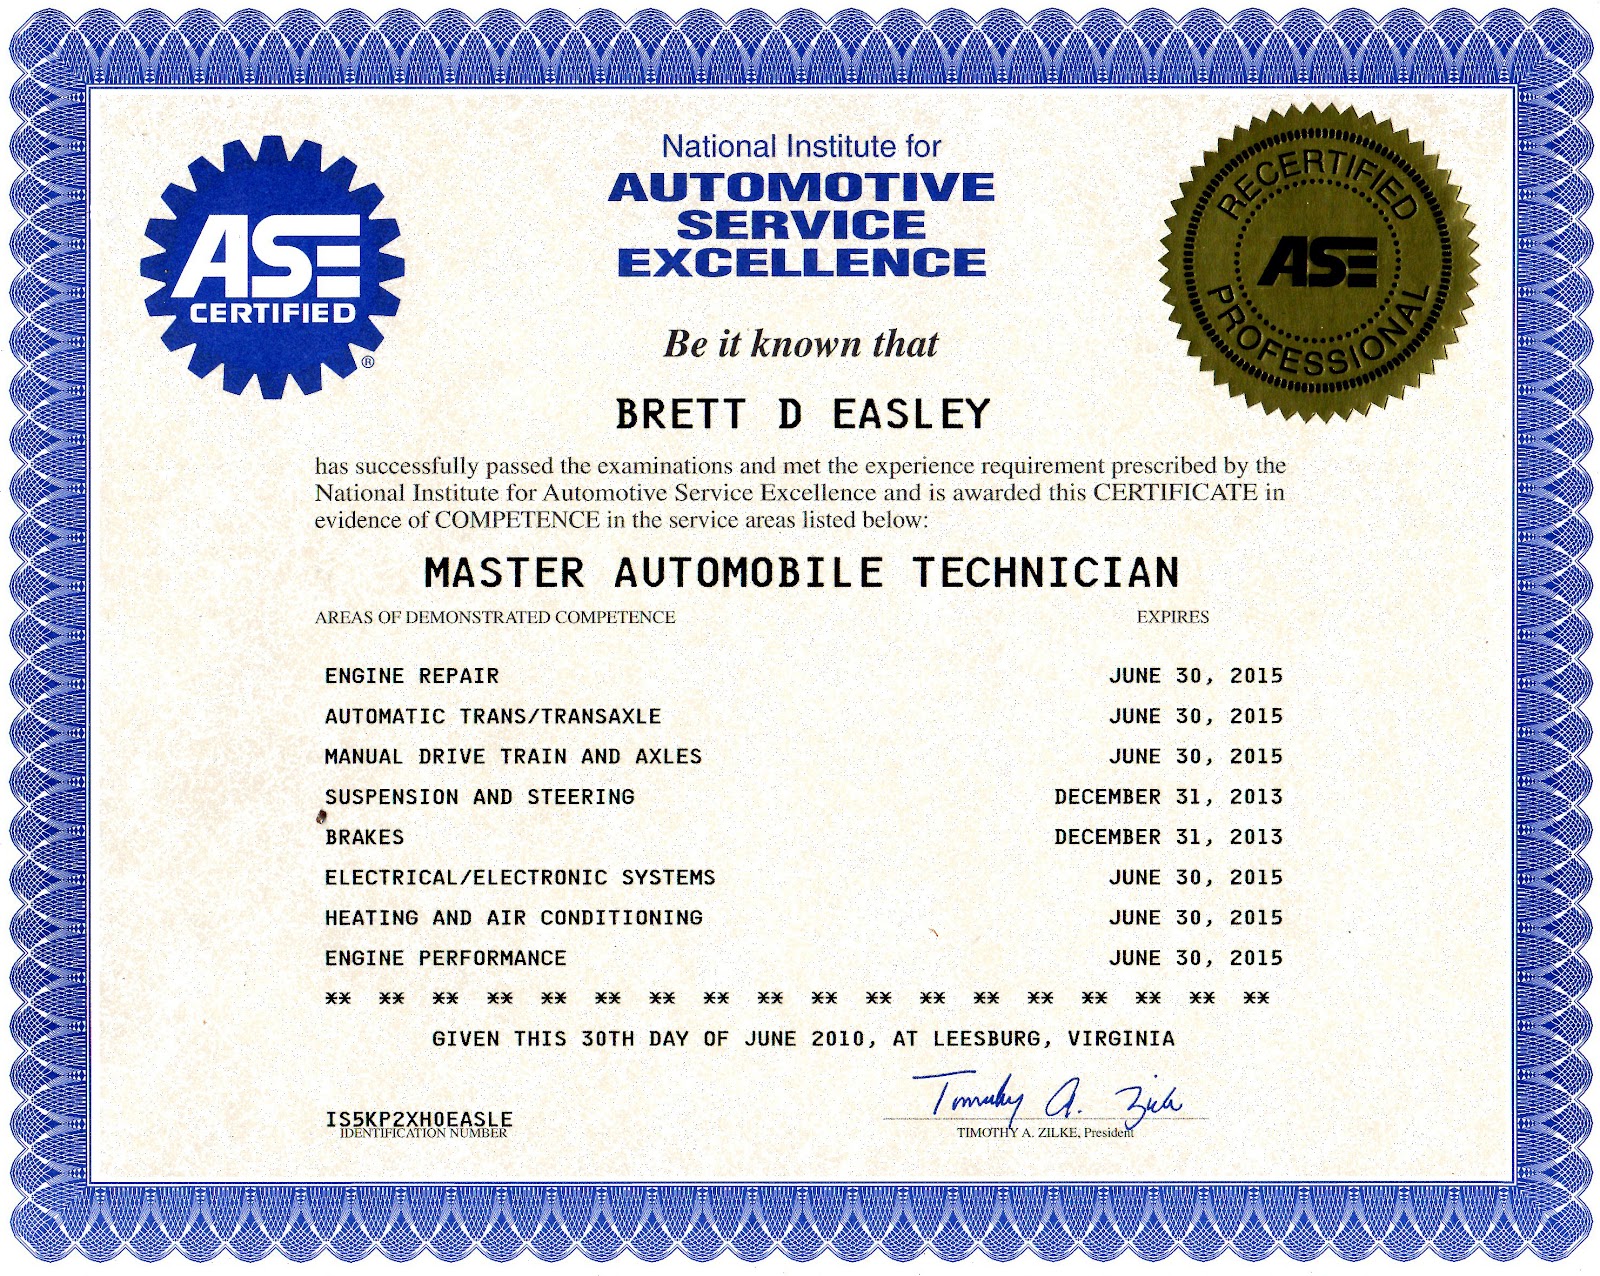 ASE
CERTIFIED
®
National Institute for
AUTOMOTIVE
SERVICE
EXCELLENCE
RECERTIFIED
ASE
PROFESSIONAL
Be it known that
BRETT D EASLEY
has successfully passed the examinations and met the experience requirement prescribed by the
National Institute for Automotive Service Excellence and is awarded this CERTIFICATE in
evidence of COMPETENCE in the service areas listed below:
MASTER AUTOMOBILE TECHNICIAN
AREAS OF DEMONSTRATED COMPETENCE EXPIRES
ENGINE REPAIR JUNE 30, 2015
AUTOMATIC TRANS/TRANSAXLE JUNE 30, 2015
MANUAL DRIVE TRAIN AND AXLES JUNE 30, 2015
SUSPENSION AND STEERING DECEMBER 31, 2013
BRAKES DECEMBER 31, 2013
ELECTRICAL/ELECTRONIC SYSTEMS JUNE 30, 2015
HEATING AND AIR CONDITIONING JUNE 30, 2015
ENGINE PERFORMANCE JUNE 30, 2015
** ** ** ** ** ** ** ** ** ** ** ** ** ** ** ** ** **
GIVEN THIS 30TH DAY OF JUNE 2010, AT LEESBURG, VIRGINIA
Timothy A. Zilke
IS5KP2XH0EASLE
IDENTIFICATION NUMBER
TIMOTHY A. ZILKE, President